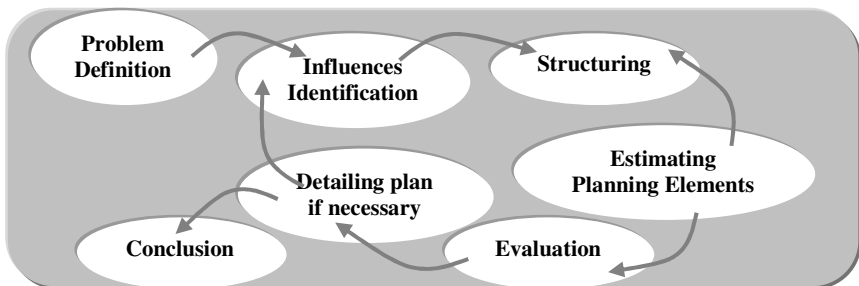 Problem
Definition
Influences
Identification
Structuring
Estimating
Planning Elements
Detailing plan
if necessary
Conclusion
Evaluation